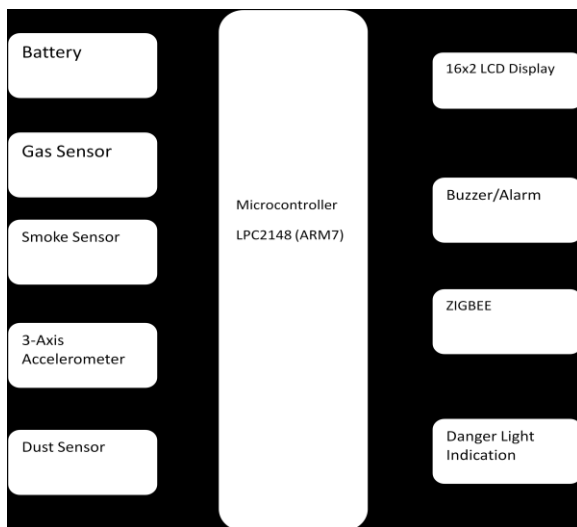 Battery
Gas Sensor
Smoke Sensor
3-Axis
Accelerometer
Dust Sensor
Microcontroller
LPC2148 (ARM7)
16x2 LCD Display
Buzzer/Alarm
ZIGBEE
Danger Light
Indication